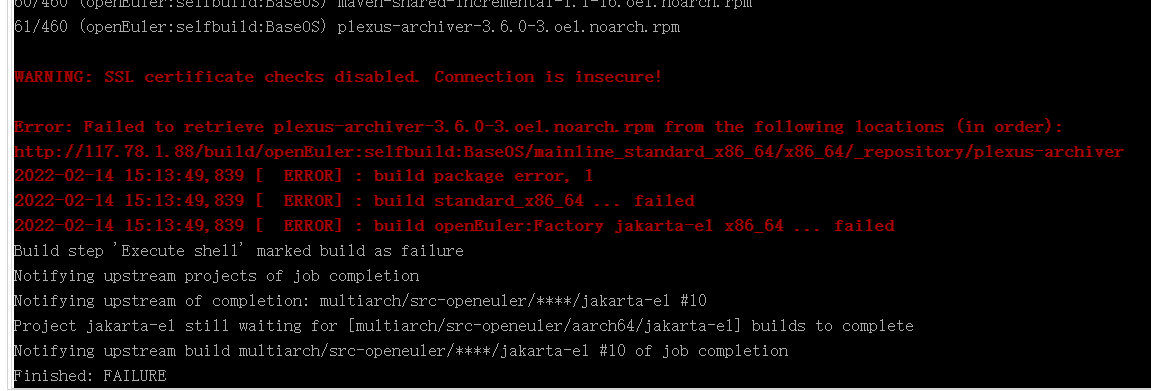 60/460 (openEuler:selfbuild:BaseOS) maven-shared-incremental-1.1-16.oe1.noarch.rpm
61/460 (openEuler:selfbuild:BaseOS) plexus-archiver-3.6.0-3.oe1.noarch.rpm
WARNING: SSL certificate checks disabled. Connection is insecure!
Error: Failed to retrieve plexus-archiver-3.6.0-3.oe1.noarch.rpm from the following locations (in order):
http://117.78.1.88/build/openEuler:selfbuild:BaseOS/mainline_standard_x86_64/x86_64/_repository/plexus-archiver
2022-02-14 15:13:49,839 [  ERROR] : build package error, 1
2022-02-14 15:13:49,839 [  ERROR] : build standard_x86_64 ... failed
2022-02-14 15:13:49,839 [  ERROR] : build openEuler:Factory jakarta-el x86_64 ... failed
Build step 'Execute shell' marked build as failure
Notifying upstream projects of job completion
Notifying upstream of completion: multiarch/src-openeuler/****/jakarta-el #10
Project jakarta-el still waiting for [multiarch/src-openeuler/aarch64/jakarta-el] builds to complete
Notifying upstream build multiarch/src-openeuler/****/jakarta-el #10 of job completion
Finished: FAILURE